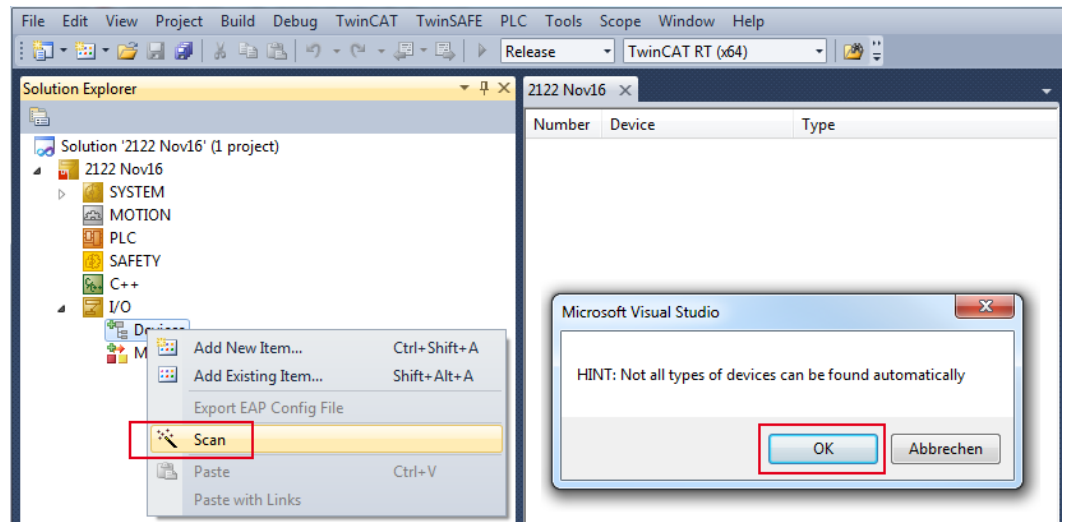 File Edit View Project Build Debug TwinCAT TwinSAFE PLC Tools Scope Window Help
Release TwinCAT RT (x64)
Solution Explorer
2122 Nov16
Number Device Type
Solution '2122 Nov16' (1 project)
2122 Nov16
SYSTEM
MOTION
PLC
SAFETY
C++
I/O
Devices
M
Add New Item... Ctrl+Shift+A
Add Existing Item... Shift+Alt+A
Export EAP Config File
Scan
Paste Ctrl+V
Paste with Links
Microsoft Visual Studio
HINT: Not all types of devices can be found automatically
OK Abbrechen